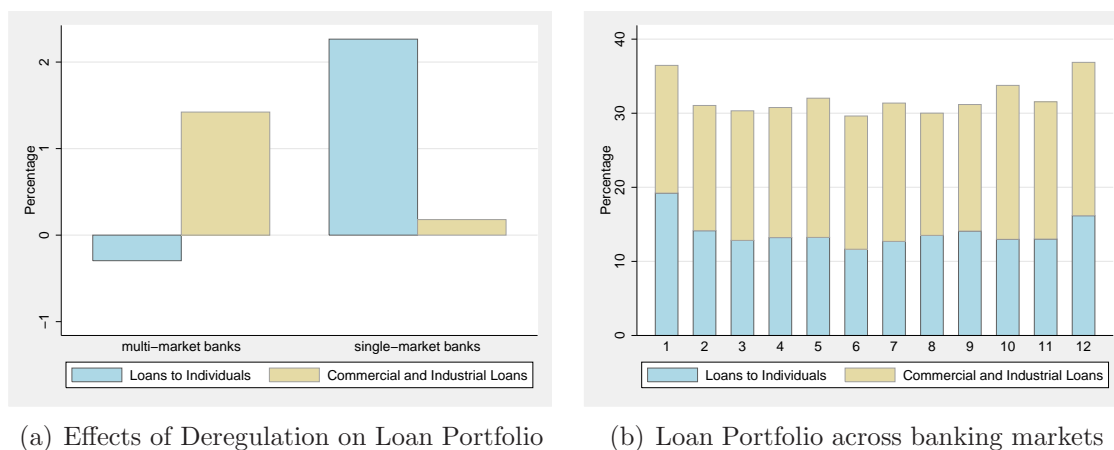 2
1
0
−1
Percentage
multi−market banks single−market banks
Loans to Individuals Commercial and Industrial Loans
(a) Effects of Deregulation on Loan Portfolio
40
30
20
10
0
Percentage
1 2 3 4 5 6 7 8 9 10 11 12
Loans to Individuals Commercial and Industrial Loans
(b) Loan Portfolio across banking markets